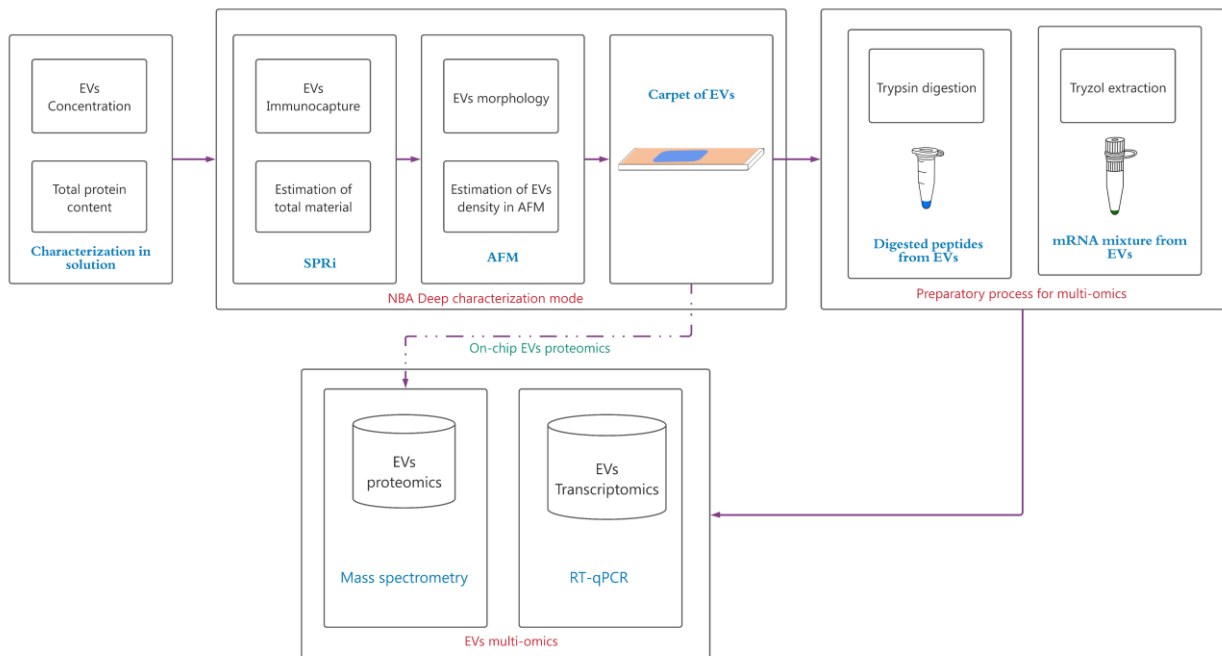 EVs
Concentration
Total protein
content
Characterization in
solution
EVs
Immunocapture
Estimation of
total material
SPRi
EVs morphology
Estimation of EVs
density in AFM
AFM
Carpet of EVs
NBA Deep characterization mode
Trypsin digestion
Digested peptides
from EVs
Tryzol extraction
mRNA mixture from
EVs
Preparatory process for multi-omics
On-chip EVs proteomics
EVs
proteomics
Mass spectrometry
EVs
Transcriptomics
RT-qPCR
EVs multi-omics